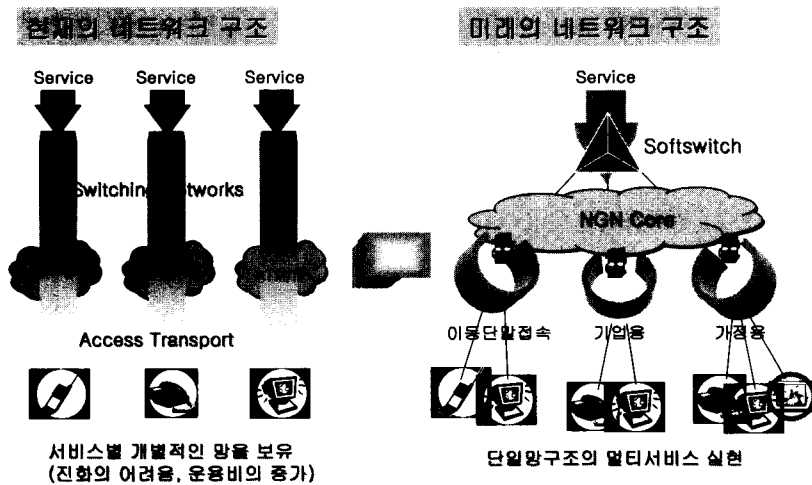 현재의 네트워크 구조
Service Service Service
Switching Networks
Access Transport
서비스별 개별적인 망을 보유
(진화의 어려움, 운용비의 증가)
미래의 네트워크 구조
Service
Softswitch
NGN Core
이동단말접속 기업용 가정용
단일망구조의 멀티서비스 실현